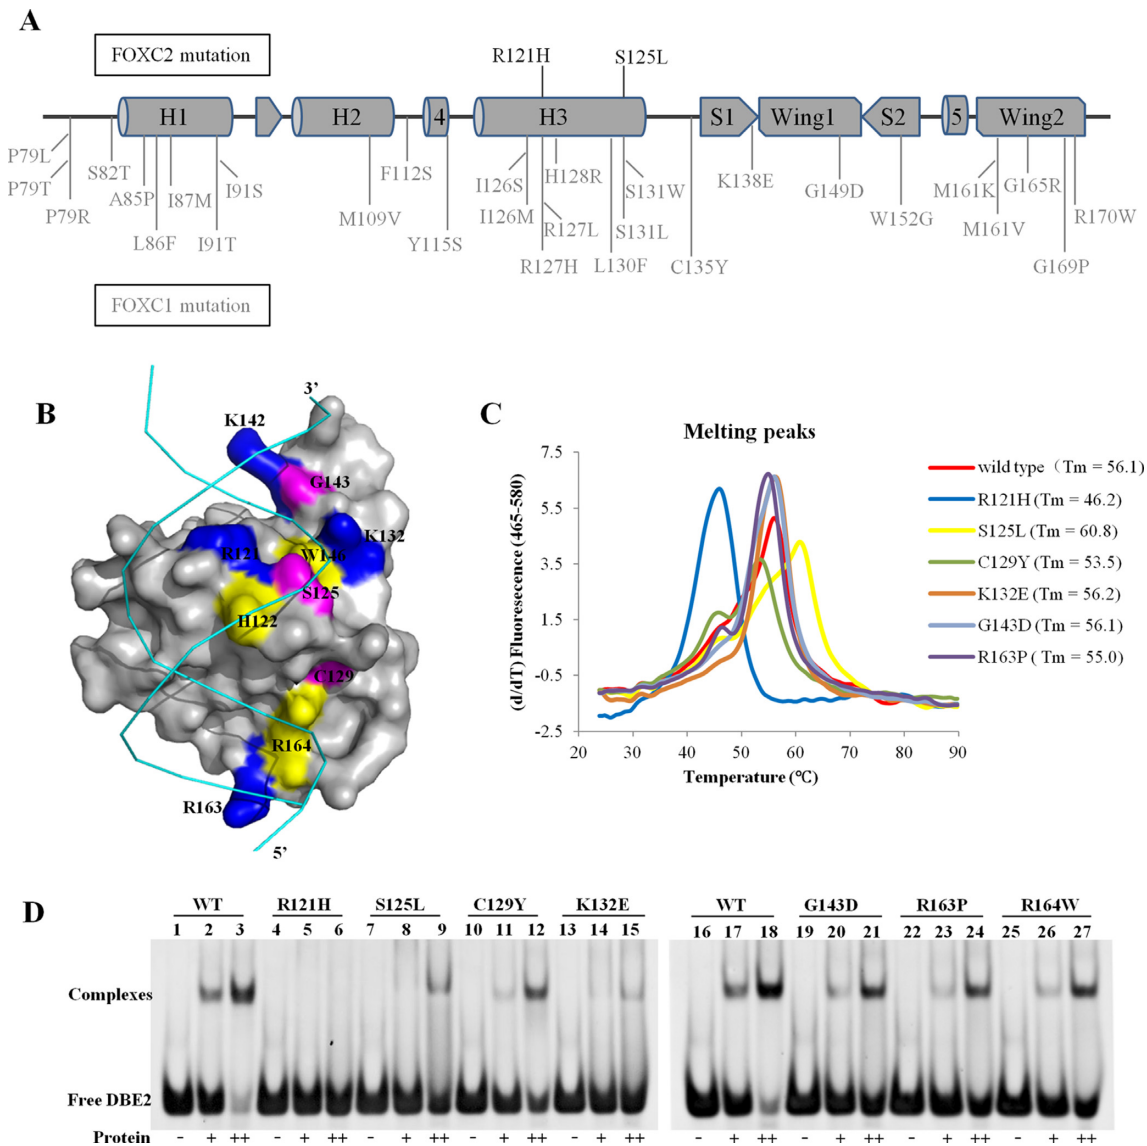 A
FOXC2 mutation
R121H S125L
H1 H2 4 H3 S1 Wing1 S2 5 Wing2
P79L
P79T
P79R
S82T
A85P
L86F
I87M
I91T
I91S
M109V
F112S
Y115S
I126S
I126M
H128R
R127L
R127H
L130F
S131W
S131L
C135Y
K138E
G149D
W152G
M161K
M161V
G165R
G169P
R170W
FOXC1 mutation
B
3’
K142
G143
K132
R121
W146
S125
H122
C129
R164
R163
5’
C
Melting peaks
(d/dT) Fluoresecence (465-580)
7.5
5.5
3.5
1.5
-0.5
-2.5
20 30 40 50 60 70 80 90
Temperature (℃)
wild type （Tm = 56.1)
R121H (Tm = 46.2)
S125L (Tm = 60.8)
C129Y (Tm = 53.5)
K132E (Tm = 56.2)
G143D (Tm = 56.1)
R163P ( Tm = 55.0)
D
WT R121H S125L C129Y K132E WT G143D R163P R164W
1 2 3 4 5 6 7 8 9 10 11 12 13 14 15 16 17 18 19 20 21 22 23 24 25 26 27
Complexes
Free DBE2
Protein - + ++ - + ++ - + ++ - + ++ - + ++ - + ++ - + ++ - + ++ - + ++